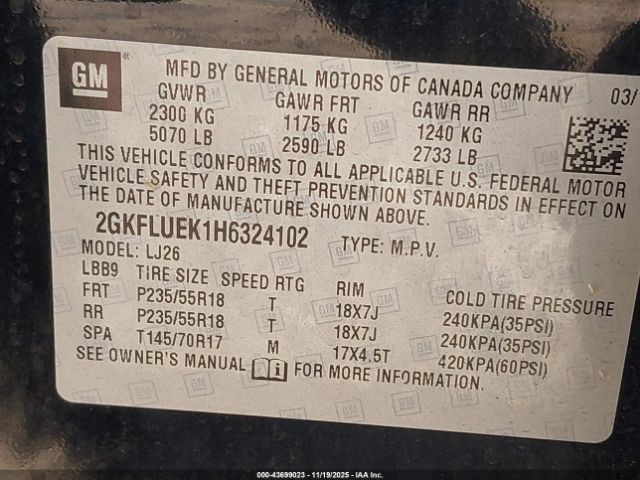 GM
MFD BY GENERAL MOTORS OF CANADA COMPANY 03/
GVWR GAWR FRT GAWR RR
2300 KG 1175 KG 1240 KG
5070 LB 2590 LB 2733 LB
THIS VEHICLE CONFORMS TO ALL APPLICABLE U.S. FEDERAL MOTOR
VEHICLE SAFETY AND THEFT PREVENTION STANDARDS IN EFFECT ON
THE DATE OF MANUFACTURE SHOWN ABOVE.
2GKFLUEK1H6324102 TYPE: M.P.V.
MODEL: LJ26
LBB9 TIRE SIZE SPEED RTG RIM COLD TIRE PRESSURE
FRT P235/55R18 T 18X7J 240KPA(35PSI)
RR P235/55R18 T 18X7J 240KPA(35PSI)
SPA T145/70R17 M 17X4.5T 420KPA(60PSI)
SEE OWNER'S MANUAL FOR MORE INFORMATION.
000-43699023 - 11/19/2025 - IAA Inc.